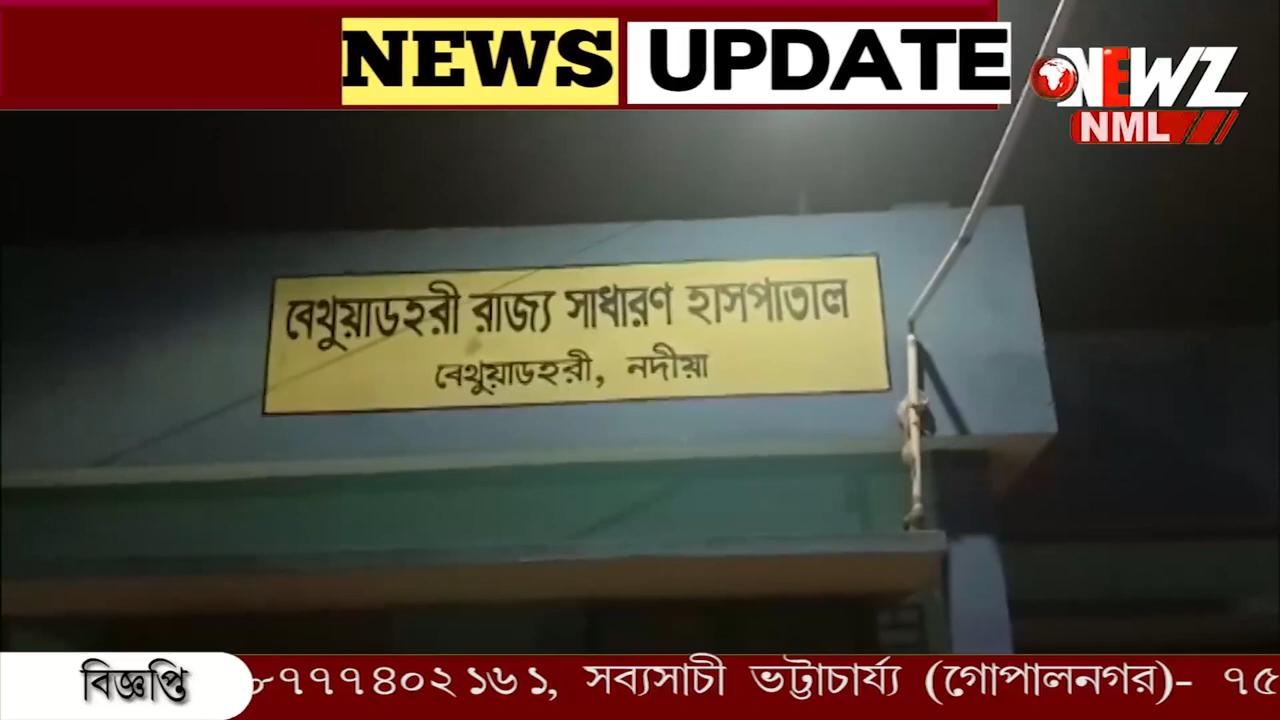 NEWS UPDATE
NEWZ
NML
বেথুয়াডহরী রাজ্য সাধারণ হাসপাতাল
বেথুয়াডহরী, নদীয়া
বিজ্ঞপ্তি
৮৭৭৭৪০২১৬১, সব্যসাচী ভট্টাচার্য্য (গোপালনগর)- ৭৫